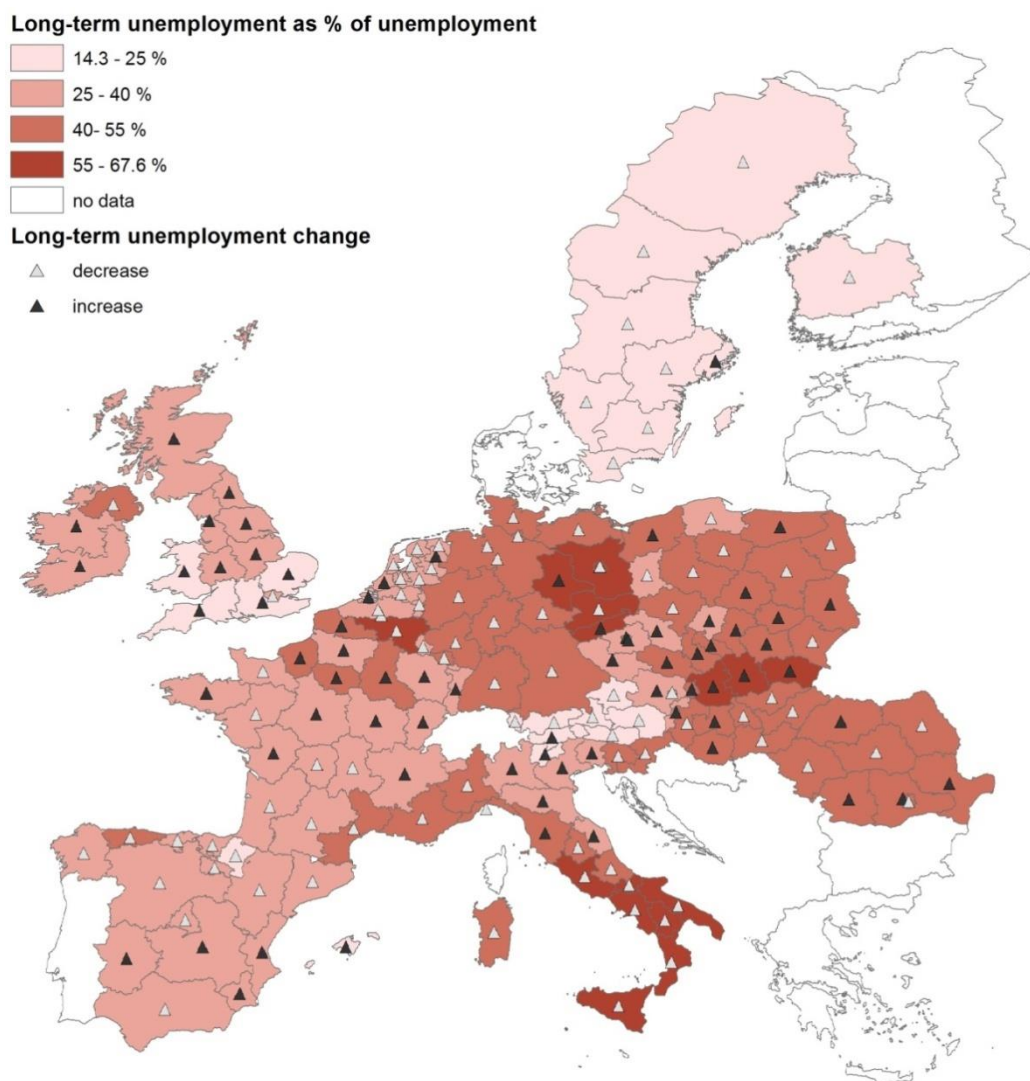 Long-term unemployment as % of unemployment
14.3 - 25 %
25 - 40 %
40- 55 %
55 - 67.6 %
no data
Long-term unemployment change
decrease
increase